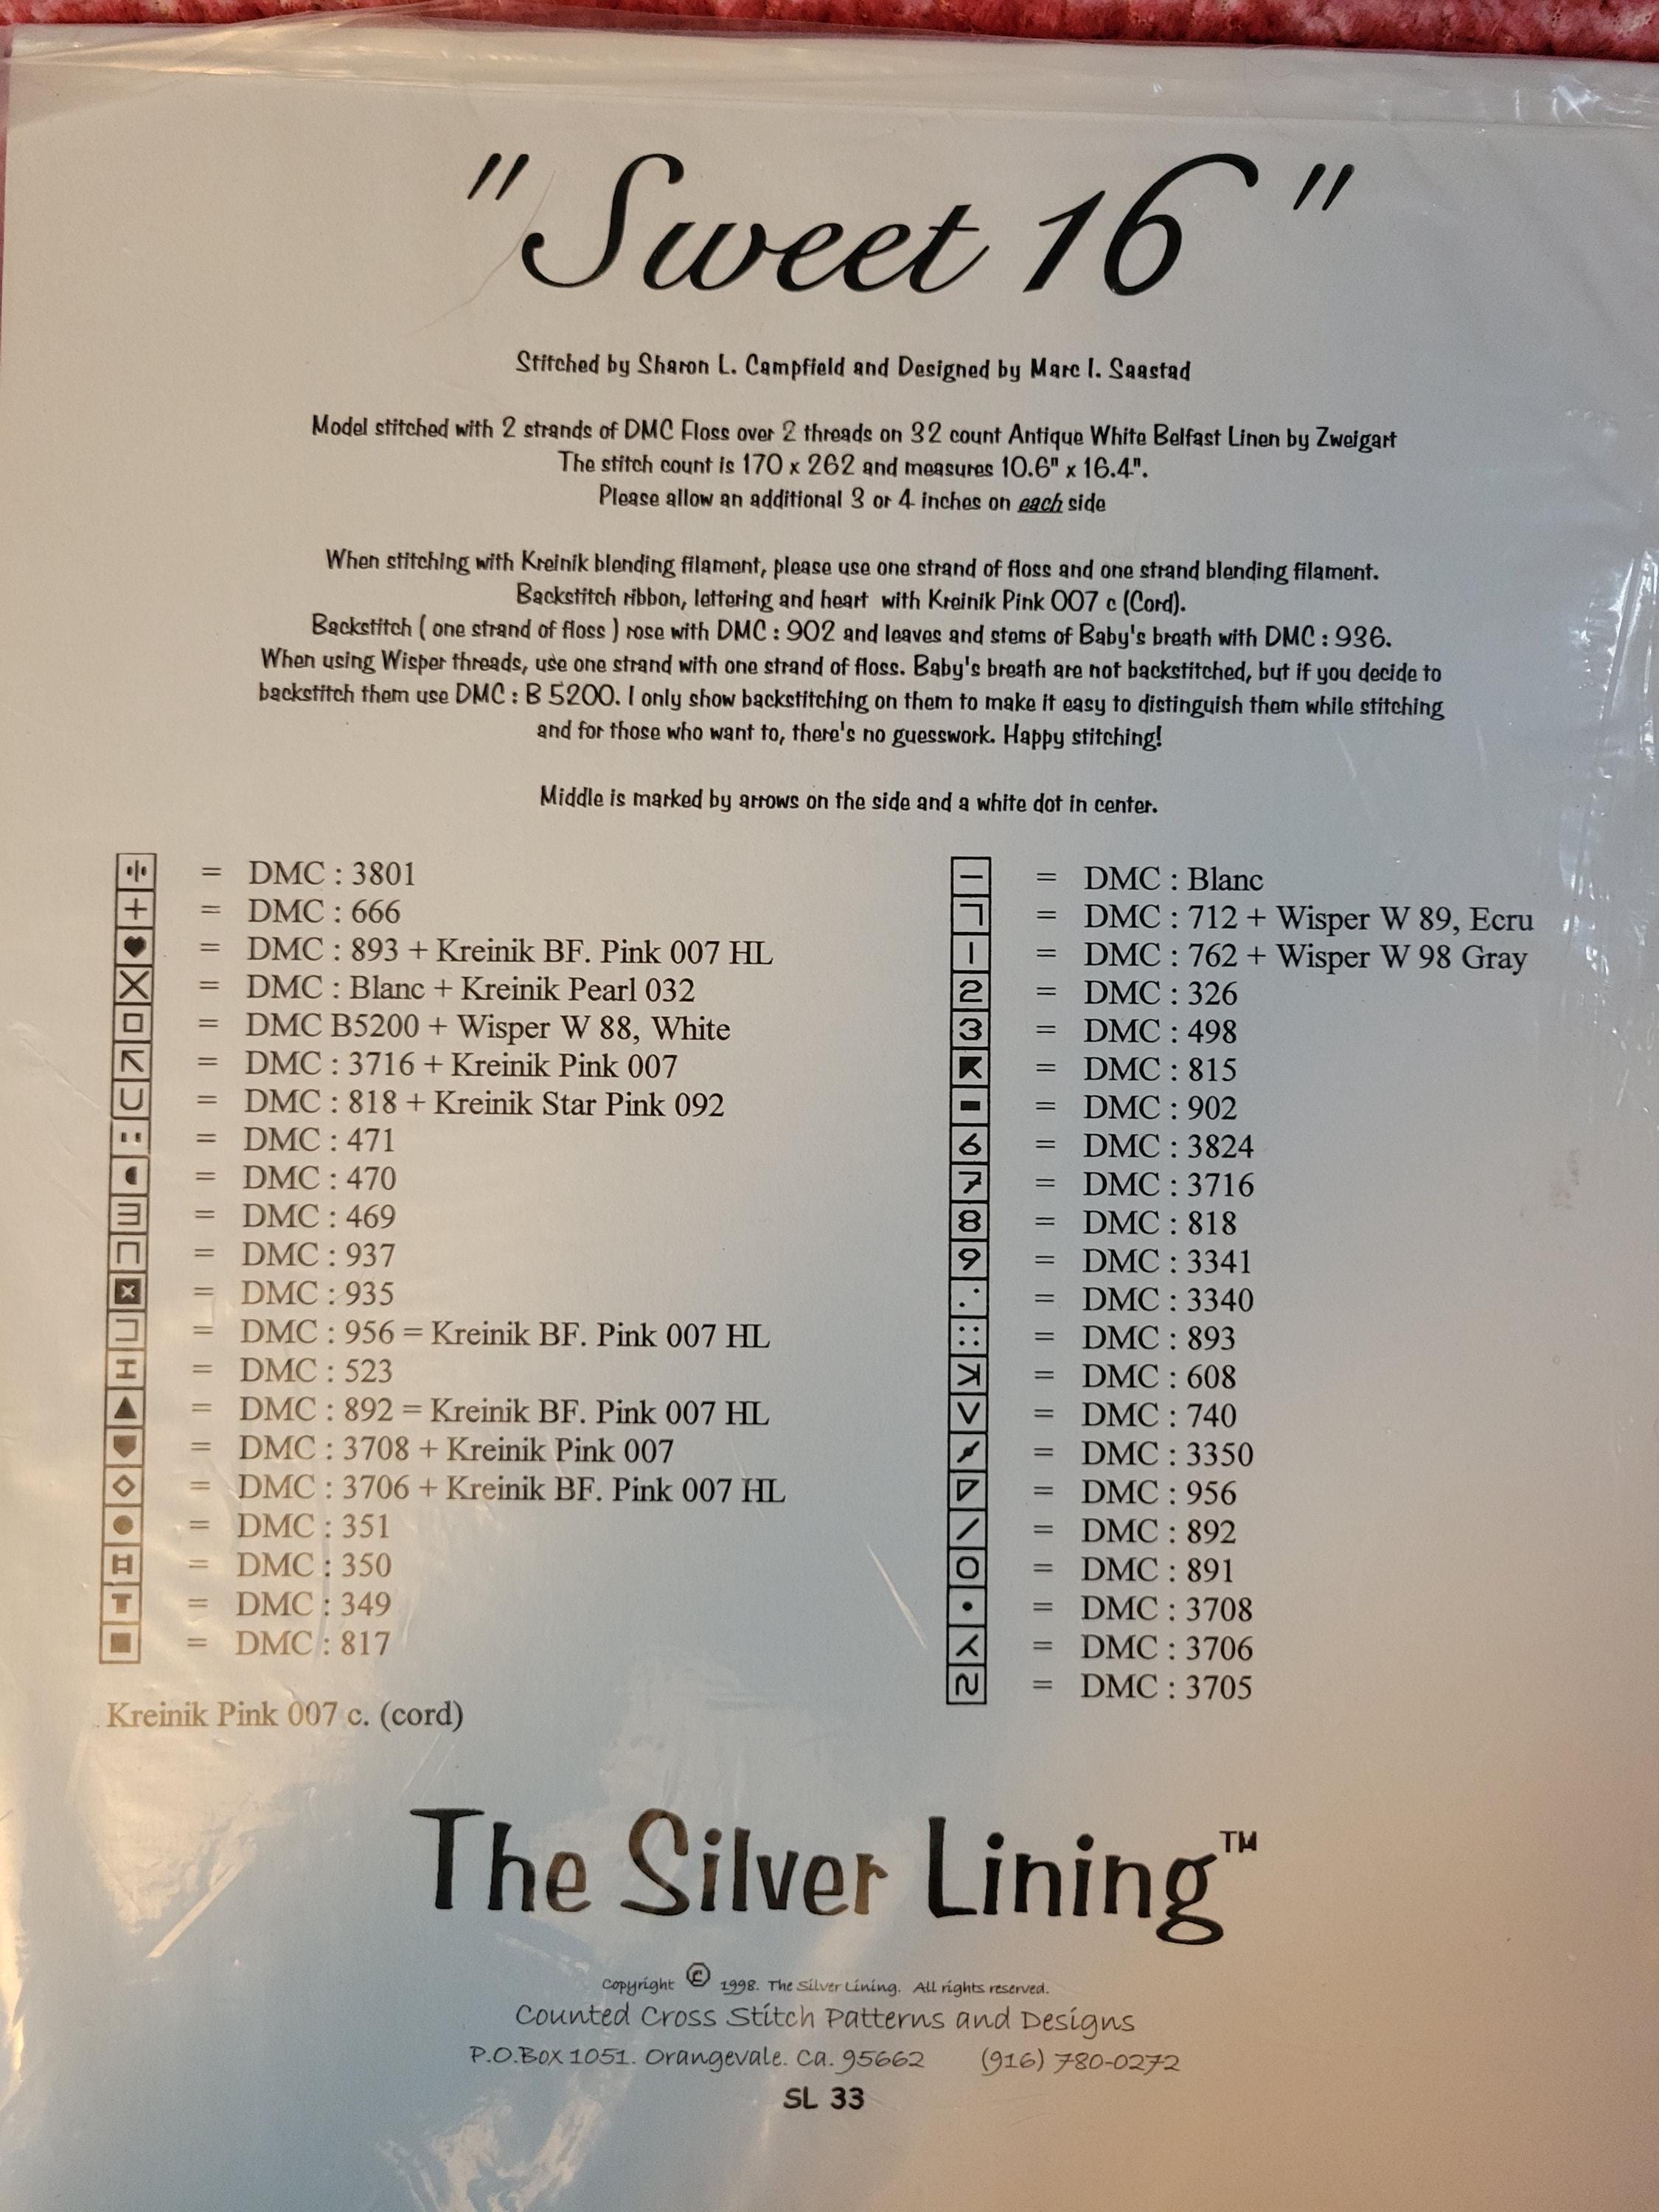 "Sweet 16"
Stitched by Sharon L. Campfield and Designed by Marc I. Saastad
Model stitched with 2 strands of DMC Floss over 2 threads on 32 count Antique White Belfast Linen by Zweigart
The stitch count is 170 x 262 and measures 10.6" x 16.4".
Please allow an additional 3 or 4 inches on each side
When stitching with Kreinik blending filament, please use one strand of floss and one strand blending filament.
Backstitch ribbon, lettering and heart with Kreinik Pink 007 c (Cord).
Backstitch ( one strand of floss ) rose with DMC : 902 and leaves and stems of Baby's breath with DMC : 936.
When using Wisper threads, use one strand with one strand of floss. Baby's breath are not backstitched, but if you decide to
backstitch them use DMC : B 5200. I only show backstitching on them to make it easy to distinguish them while stitching
and for those who want to, there's no guesswork. Happy stitching!
Middle is marked by arrows on the side and a white dot in center.
= DMC : 3801
+ = DMC : 666
♥ = DMC : 893 + Kreinik BF. Pink 007 HL
X = DMC : Blanc + Kreinik Pearl 032
□ = DMC B5200 + Wisper W 88, White
= DMC : 3716 + Kreinik Pink 007
U = DMC : 818 + Kreinik Star Pink 092
= DMC : 471
= DMC : 470
= DMC : 469
= DMC : 937
= DMC : 935
= DMC : 956 = Kreinik BF. Pink 007 HL
I = DMC : 523
▲ = DMC : 892 = Kreinik BF. Pink 007 HL
= DMC : 3708 + Kreinik Pink 007
◇ = DMC : 3706 + Kreinik BF. Pink 007 HL
● = DMC : 351
= DMC : 350
T = DMC : 349
■ = DMC : 817
Kreinik Pink 007 c. (cord)
– = DMC : Blanc
= DMC : 712 + Wisper W 89, Ecru
I = DMC : 762 + Wisper W 98 Gray
2 = DMC : 326
3 = DMC : 498
= DMC : 815
= DMC : 902
6 = DMC : 3824
7 = DMC : 3716
8 = DMC : 818
9 = DMC : 3341
= DMC : 3340
:: = DMC : 893
= DMC : 608
V = DMC : 740
= DMC : 3350
= DMC : 956
/ = DMC : 892
O = DMC : 891
• = DMC : 3708
= DMC : 3706
= DMC : 3705
The Silver Lining™
Copyright © 1998. The Silver Lining. All rights reserved.
Counted Cross Stitch Patterns and Designs
P.O.Box 1051. Orangevale. Ca. 95662 (916) 780-0272
SL 33